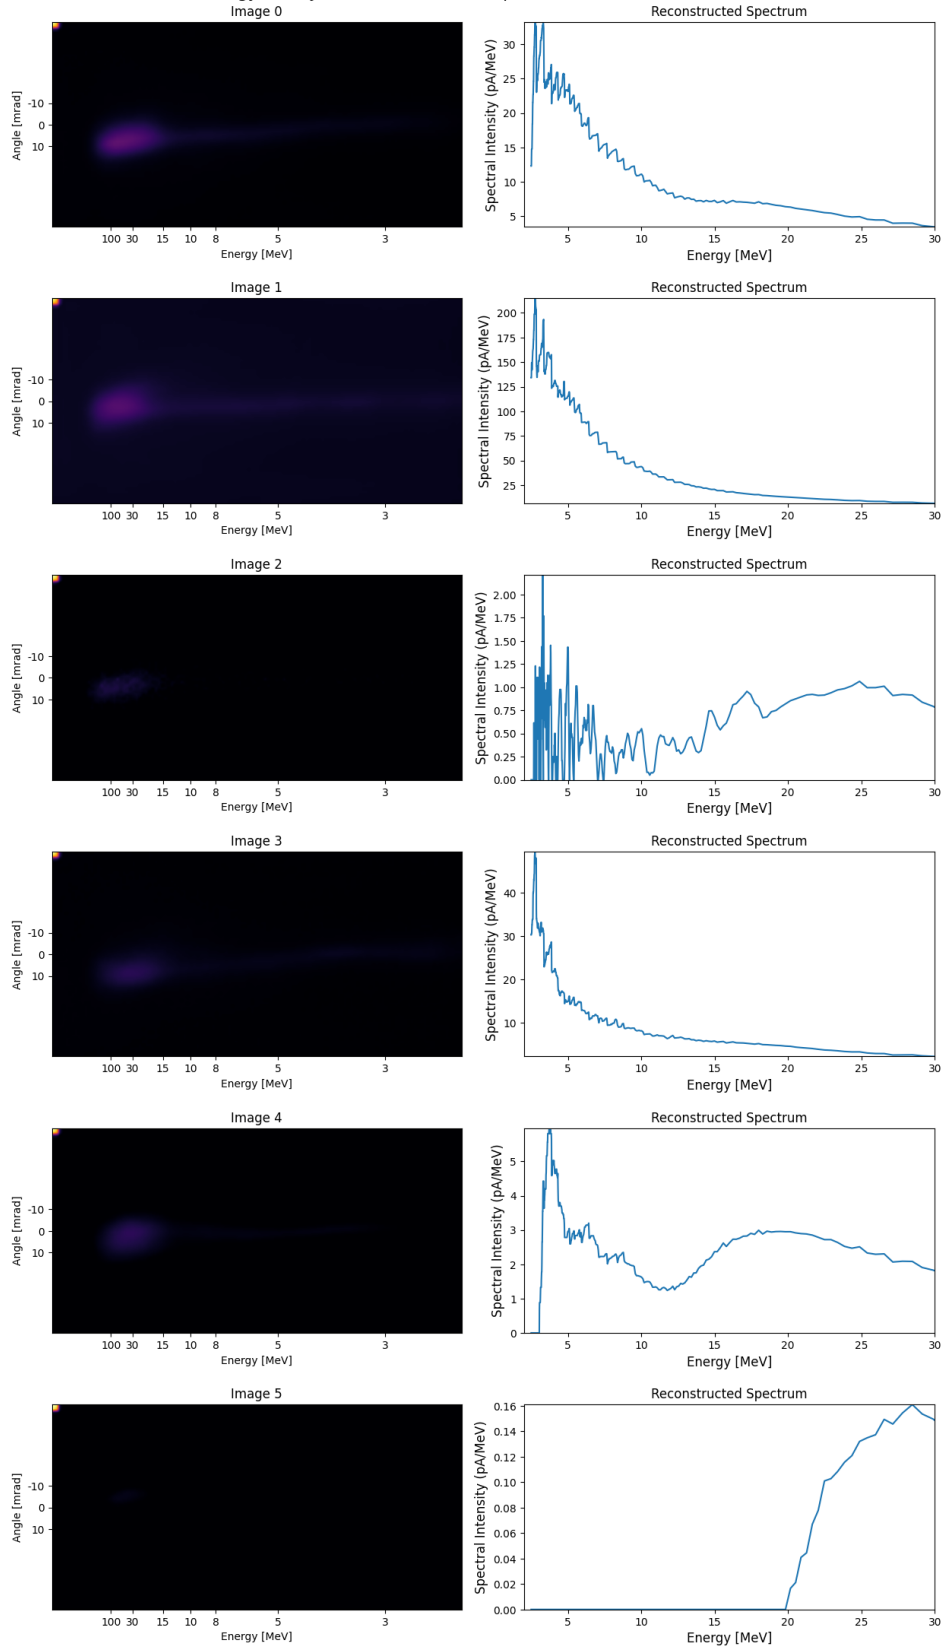 Image 0
Reconstructed Spectrum
Angle [mrad]
-10
0
10
100 30 15 10 8 5 3
Energy [MeV]
Spectral Intensity (pA/MeV)
30
25
20
15
10
5
5 10 15 20 25 30
Energy [MeV]
Image 1
Reconstructed Spectrum
Angle [mrad]
-10
0
10
100 30 15 10 8 5 3
Energy [MeV]
Spectral Intensity (pA/MeV)
200
175
150
125
100
75
50
25
5 10 15 20 25 30
Energy [MeV]
Image 2
Reconstructed Spectrum
Angle [mrad]
-10
0
10
100 30 15 10 8 5 3
Energy [MeV]
Spectral Intensity (pA/MeV)
2.00
1.75
1.50
1.25
1.00
0.75
0.50
0.25
0.00
5 10 15 20 25 30
Energy [MeV]
Image 3
Reconstructed Spectrum
Angle [mrad]
-10
0
10
100 30 15 10 8 5 3
Energy [MeV]
Spectral Intensity (pA/MeV)
40
30
20
10
5 10 15 20 25 30
Energy [MeV]
Image 4
Reconstructed Spectrum
Angle [mrad]
-10
0
10
100 30 15 10 8 5 3
Energy [MeV]
Spectral Intensity (pA/MeV)
5
4
3
2
1
0
5 10 15 20 25 30
Energy [MeV]
Image 5
Reconstructed Spectrum
Angle [mrad]
-10
0
10
100 30 15 10 8 5 3
Energy [MeV]
Spectral Intensity (pA/MeV)
0.16
0.14
0.12
0.10
0.08
0.06
0.04
0.02
0.00
5 10 15 20 25 30
Energy [MeV]